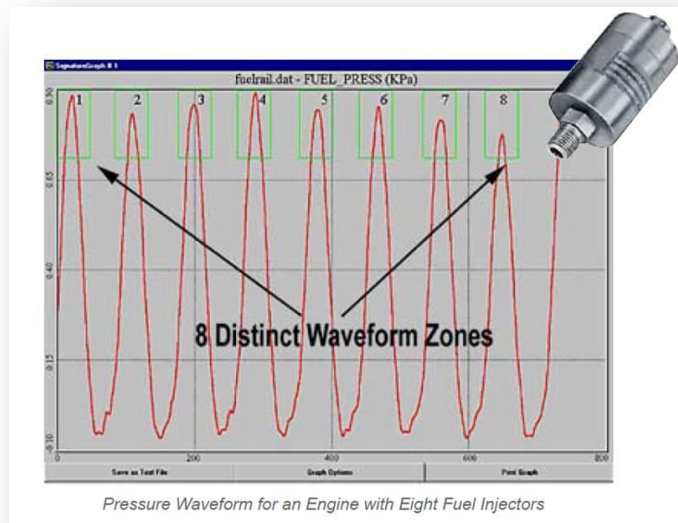 SignatureGraph # 1
fuelrail.dat - FUEL_PRESS (KPa)
0.90
1 2 3 4 5 6 7 8
0.65
0.40
8 Distinct Waveform Zones
0.15
-0.10
0 200 400 600 800
Save as Text File Graph Options Print Graph
Pressure Waveform for an Engine with Eight Fuel Injectors